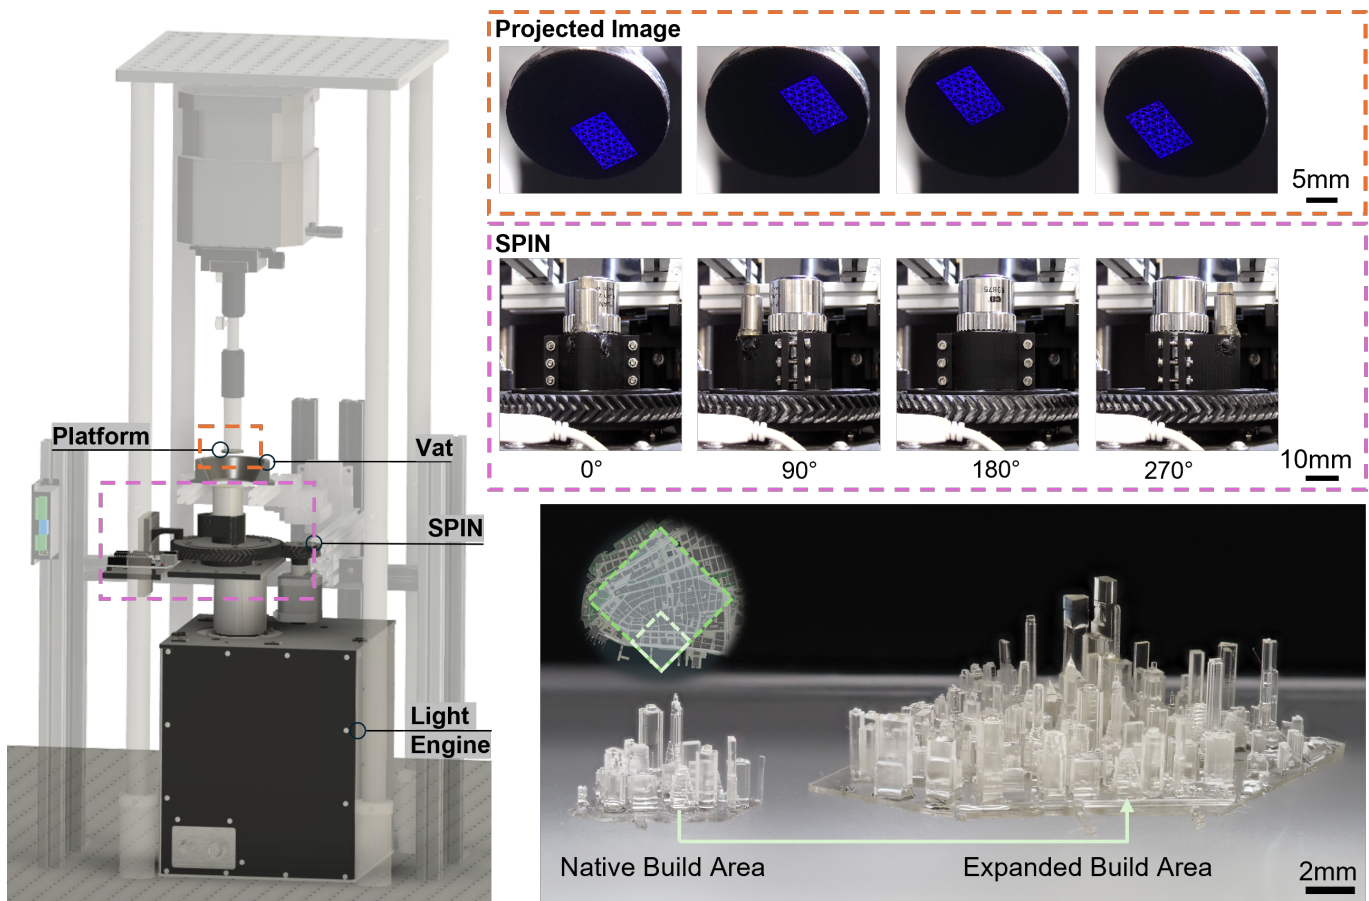 Projected Image
5mm
SPIN
0°
90°
180°
270°
10mm
Platform
Vat
SPIN
Light
Engine
Native Build Area
Expanded Build Area
2mm